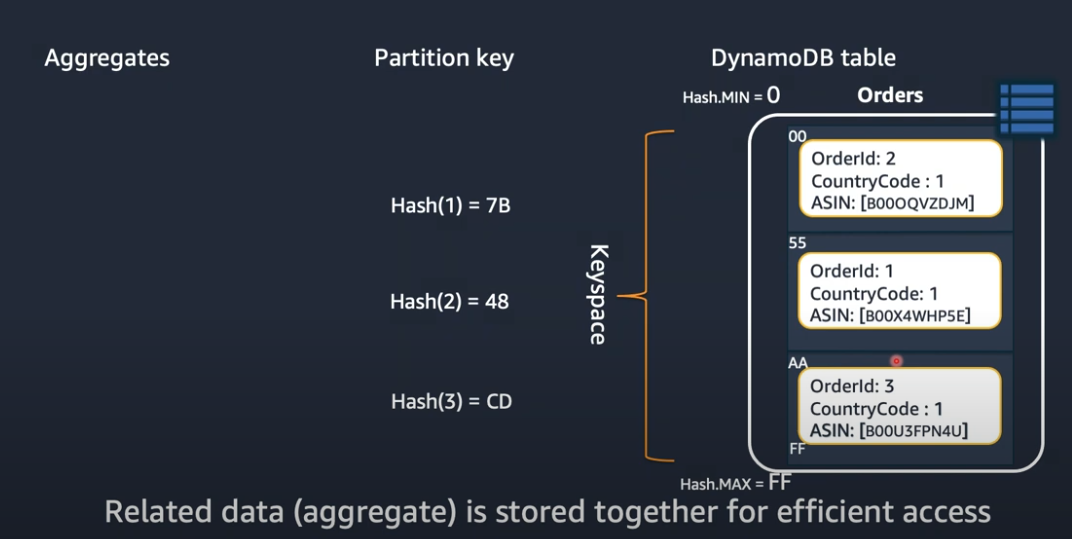 Aggregates
Partition key
DynamoDB table
Hash.MIN = 0
Orders
00
OrderId: 2
CountryCode : 1
ASIN: [B00OQVZDJM]
Hash(1) = 7B
55
OrderId: 1
CountryCode: 1
ASIN: [B00X4WHP5E]
Keyspace
Hash(2) = 48
AA
OrderId: 3
CountryCode : 1
ASIN: [B00U3FPN4U]
Hash(3) = CD
FF
Hash.MAX = FF
Related data (aggregate) is stored together for efficient access